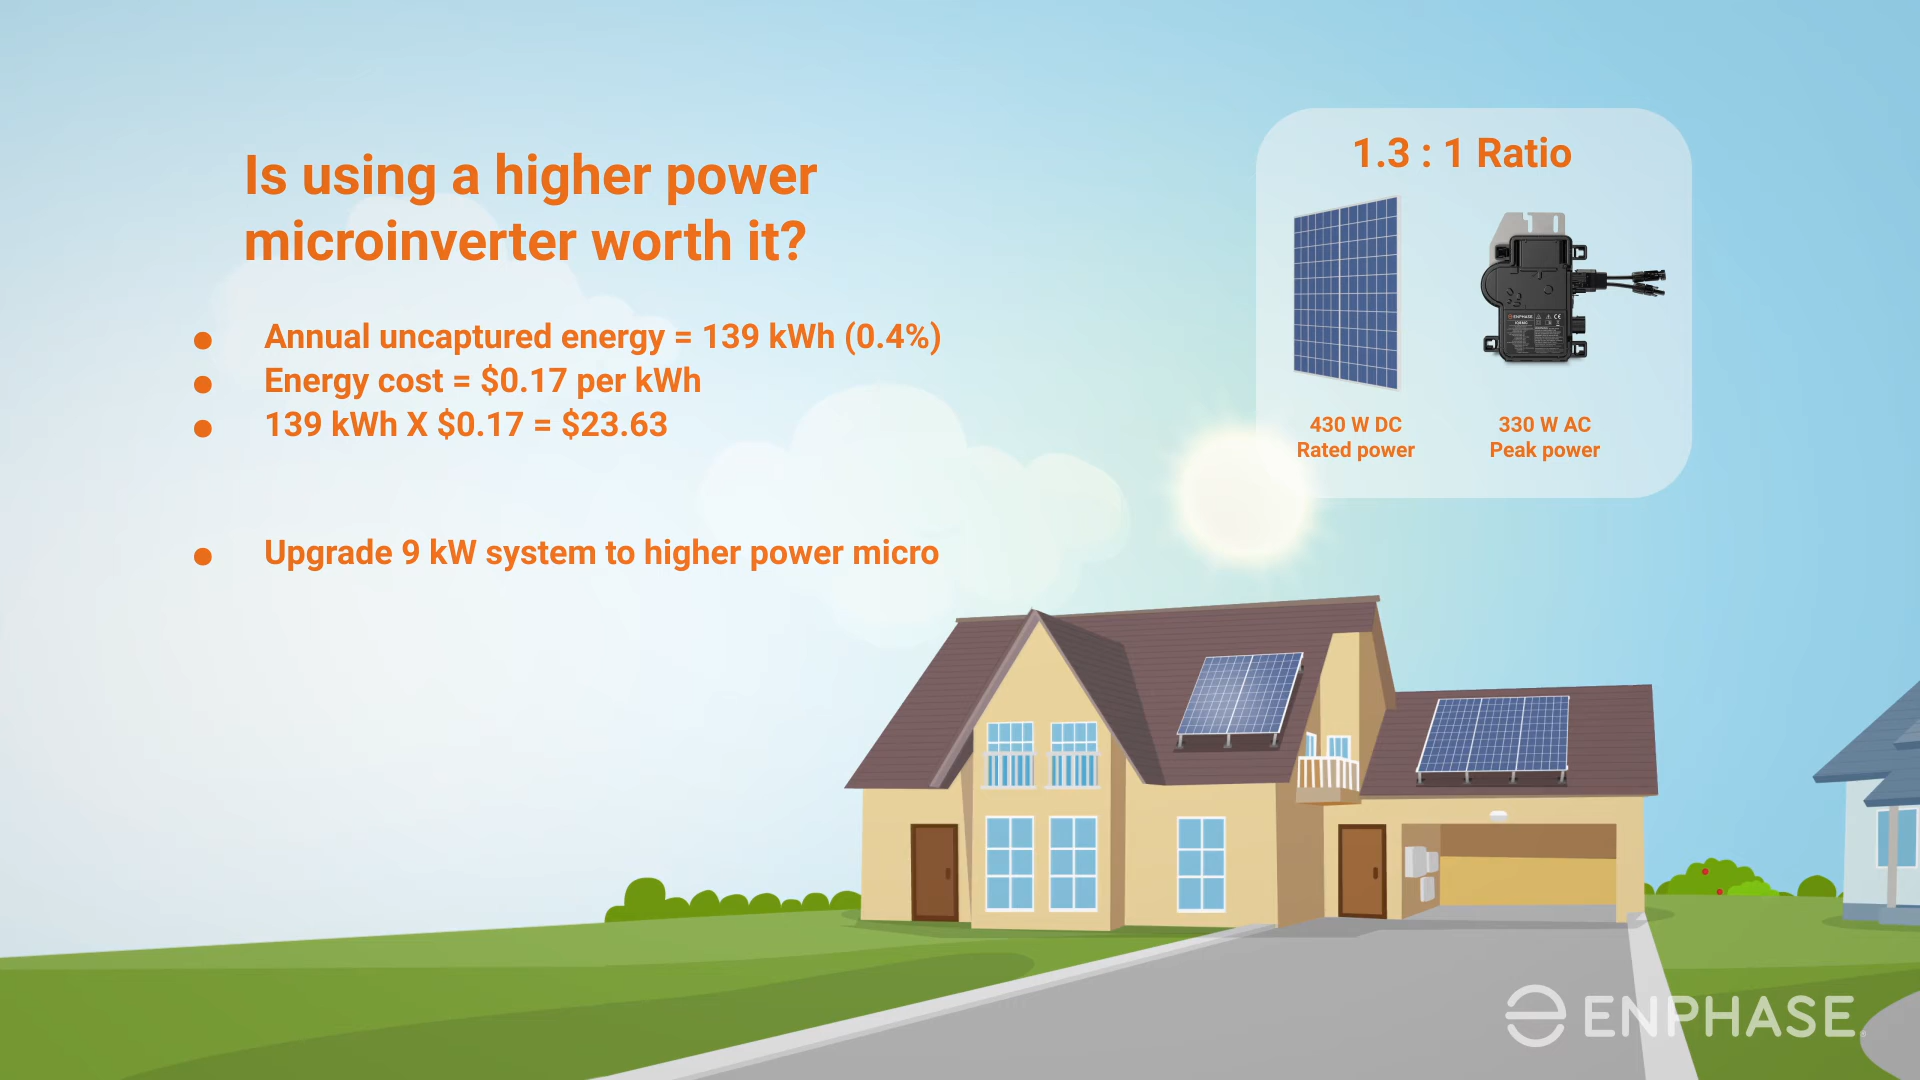 Is using a higher power
microinverter worth it?
Annual uncaptured energy = 139 kWh (0.4%)
Energy cost = $0.17 per kWh
139 kWh X $0.17 = $23.63
Upgrade 9 kW system to higher power micro
1.3 : 1 Ratio
430 W DC
Rated power
330 W AC
Peak power
ENPHASE